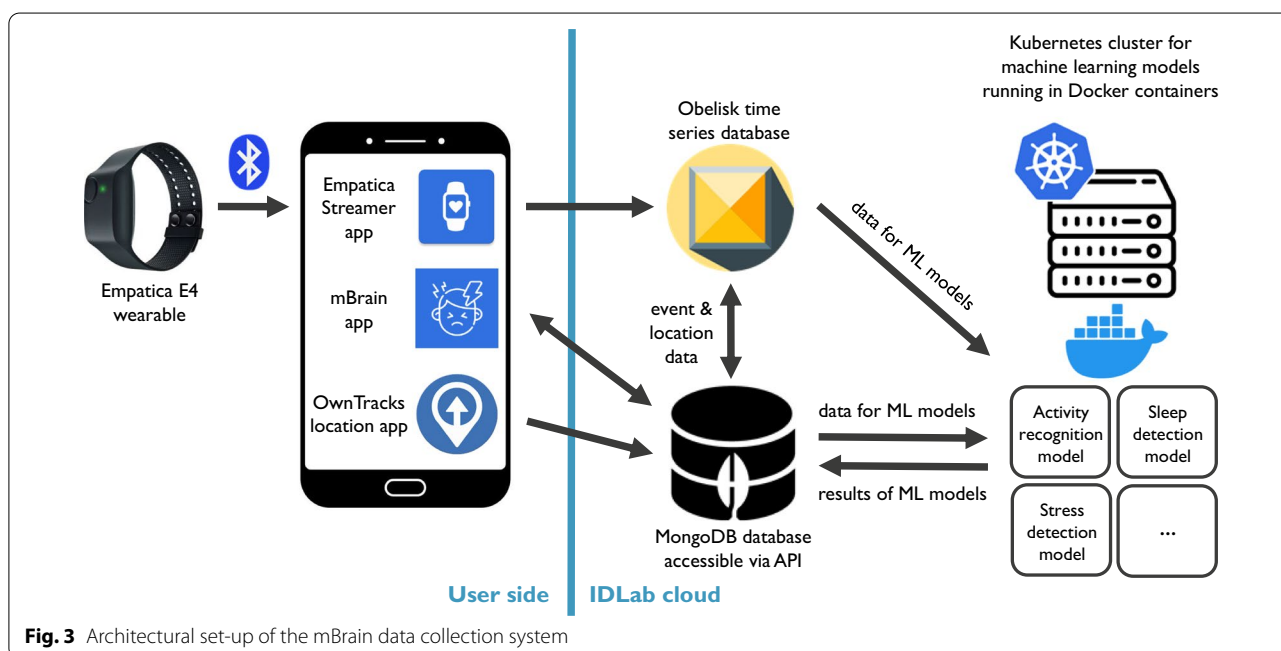 Kubernetes cluster for
machine learning models
running in Docker containers
Obelisk time
series database
Empatica
Streamer
app
mBrain
app
OwnTracks
location app
Empatica E4
wearable
event &
location
data
data for ML models
data for ML models
results of ML models
MongoDB database
accessible via API
Activity
recognition
model
Sleep
detection
model
Stress
detection
model
...
User side
IDLab cloud
Fig. 3 Architectural set-up of the mBrain data collection system